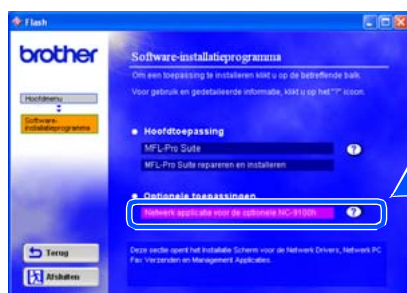 Flash
brother
Software-installatieprogramma
Om een toepassing te installeren klikt u op de betreffende balk.
Voor gebruik en gedetailleerde informatie, klikt u op het "?" icoon.
Hoofdmenu
Software-
installatieprogramma
Hoofdtoepassing
MFL-Pro Suite
?
MFL-Pro Suite repareren en installeren
Optionele toepassingen
Netwerk applicatie voor de optionele NC-9100h
?
Deze sectie opent het Installatie Scherm voor de Netwerk Drivers, Netwerk PC
Fax Verzenden en Management Applicaties.
Terug
Afsluiten